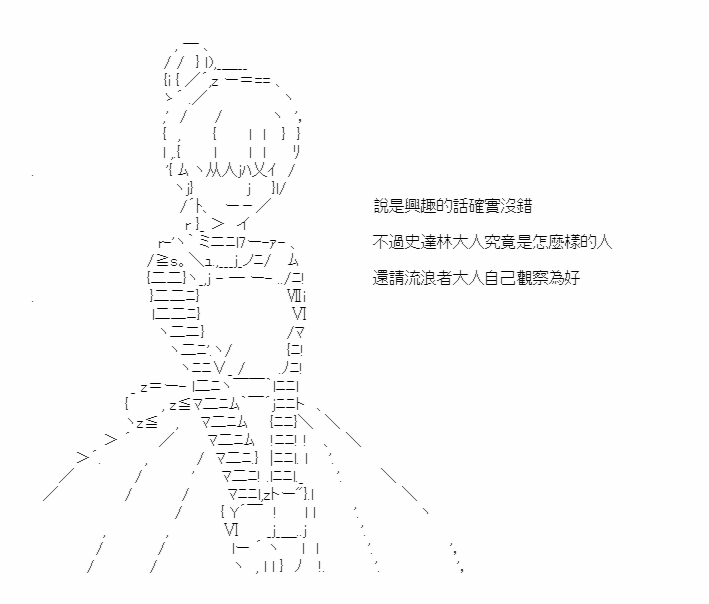 說是興趣的話確實沒錯
不過史達林大人究竟是怎麼樣的人
還請流浪者大人自己觀察為好